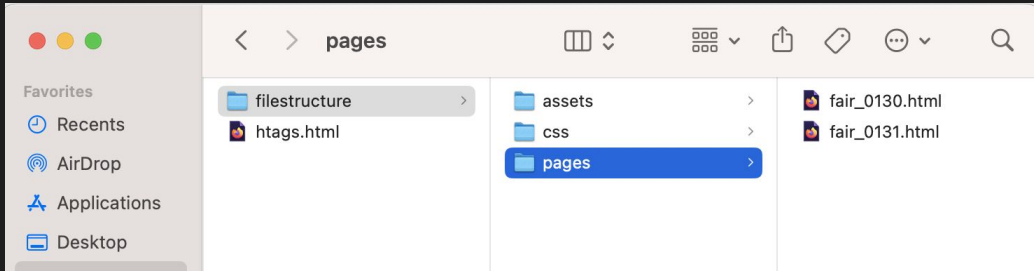 pages
Favorites
Recents
AirDrop
Applications
Desktop
filestructure
htags.html
assets
css
pages
fair_0130.html
fair_0131.html